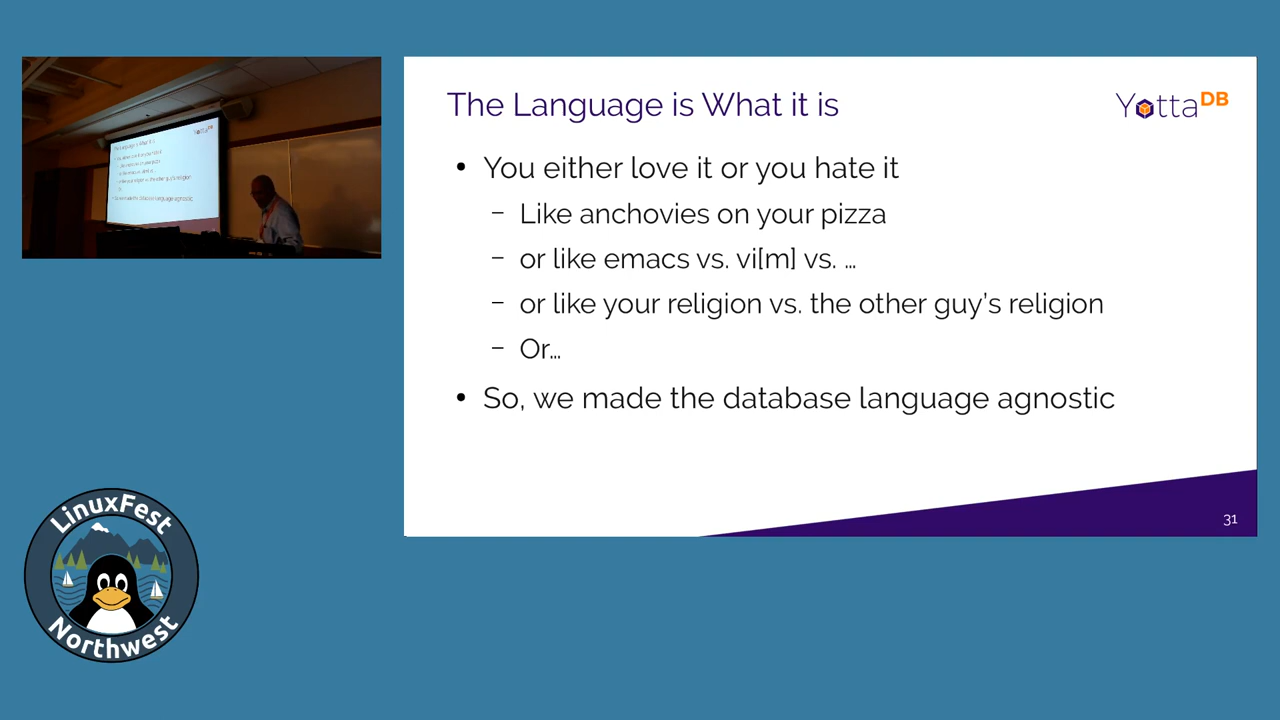 The Language is What it is
YottaDB
• You either love it or you hate it
– Like anchovies on your pizza
– or like emacs vs. vi[m] vs. …
– or like your religion vs. the other guy’s religion
– Or…
• So, we made the database language agnostic
31
LinuxFest
Northwest